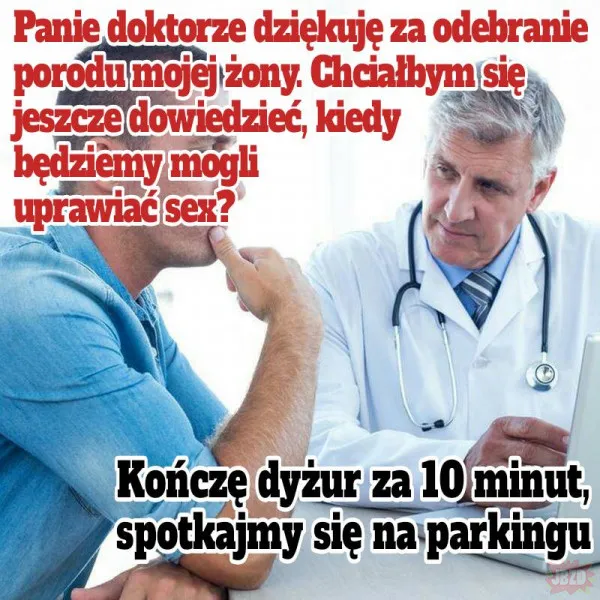 Panie doktorze dziękuję za odebranie
porodu mojej żony. Chciałbym się
jeszcze dowiedzieć, kiedy
będziemy mogli
uprawiać sex?
Kończę dyżur za 10 minut,
spotkajmy się na parkingu
JBZD